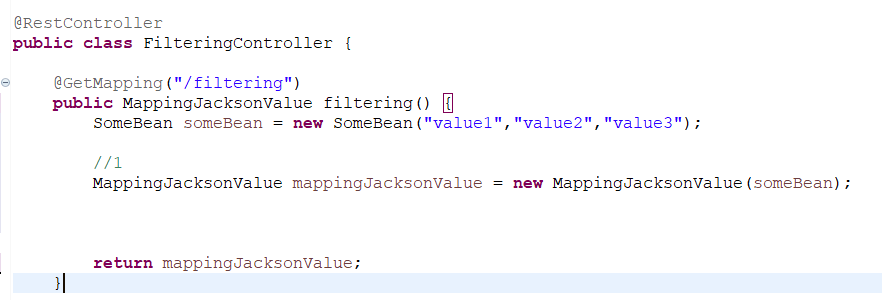 @RestController
public class FilteringController {
@GetMapping("/filtering")
public MappingJacksonValue filtering() {
SomeBean someBean = new SomeBean("value1","value2","value3");
//1
MappingJacksonValue mappingJacksonValue = new MappingJacksonValue(someBean);
return mappingJacksonValue;
}